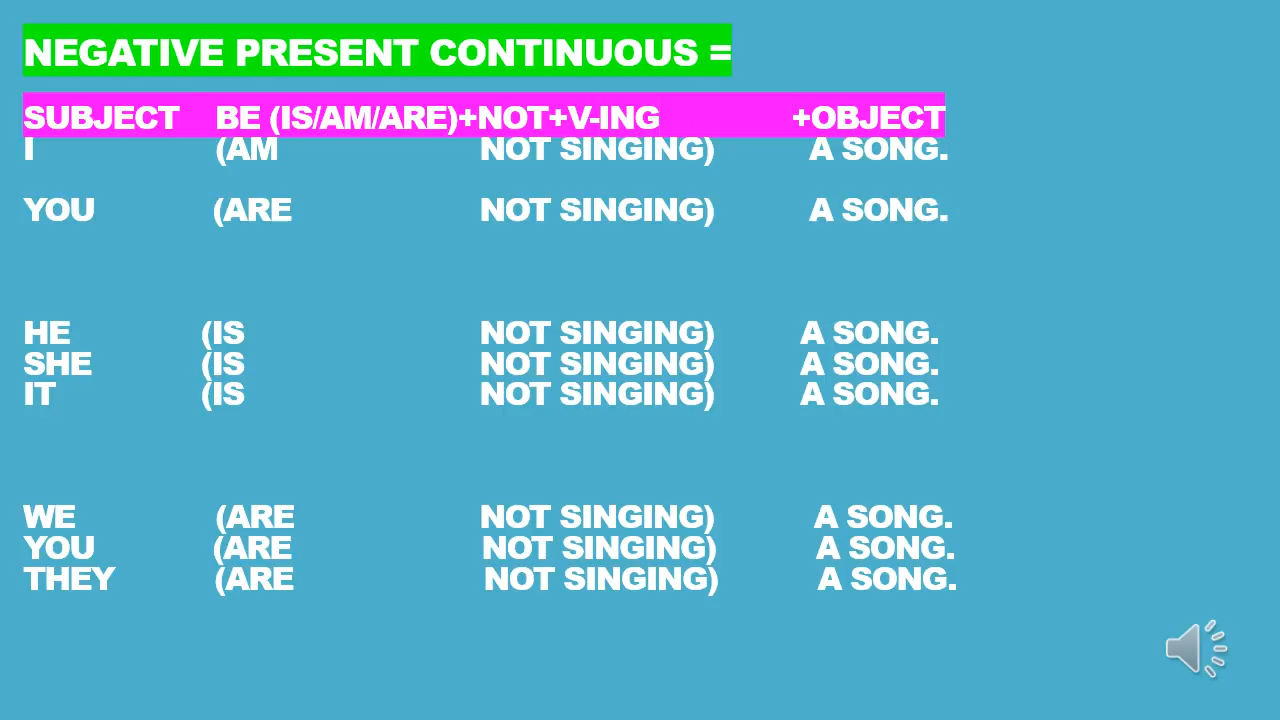 NEGATIVE PRESENT CONTINUOUS =
SUBJECT BE (IS/AM/ARE)+NOT+V-ING +OBJECT
I (AM NOT SINGING) A SONG.
YOU (ARE NOT SINGING) A SONG.
HE (IS NOT SINGING) A SONG.
SHE (IS NOT SINGING) A SONG.
IT (IS NOT SINGING) A SONG.
WE (ARE NOT SINGING) A SONG.
YOU (ARE NOT SINGING) A SONG.
THEY (ARE NOT SINGING) A SONG.